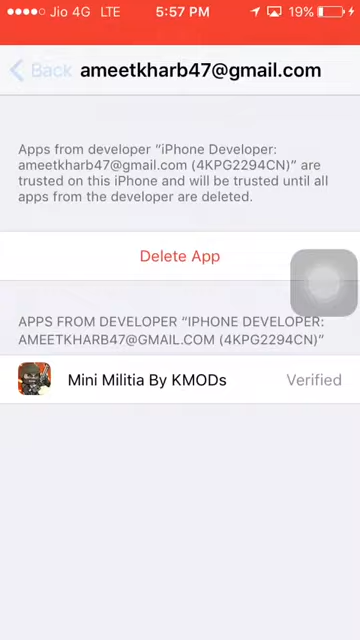 Jio 4G LTE 5:57 PM 19%
Back ameetkharb47@gmail.com
Apps from developer “iPhone Developer:
ameetkharb47@gmail.com (4KPG2294CN)” are
trusted on this iPhone and will be trusted until all
apps from the developer are deleted.
Delete App
APPS FROM DEVELOPER “IPHONE DEVELOPER:
AMEETKHARB47@GMAIL.COM (4KPG2294CN)”
Mini Militia By KMODs Verified